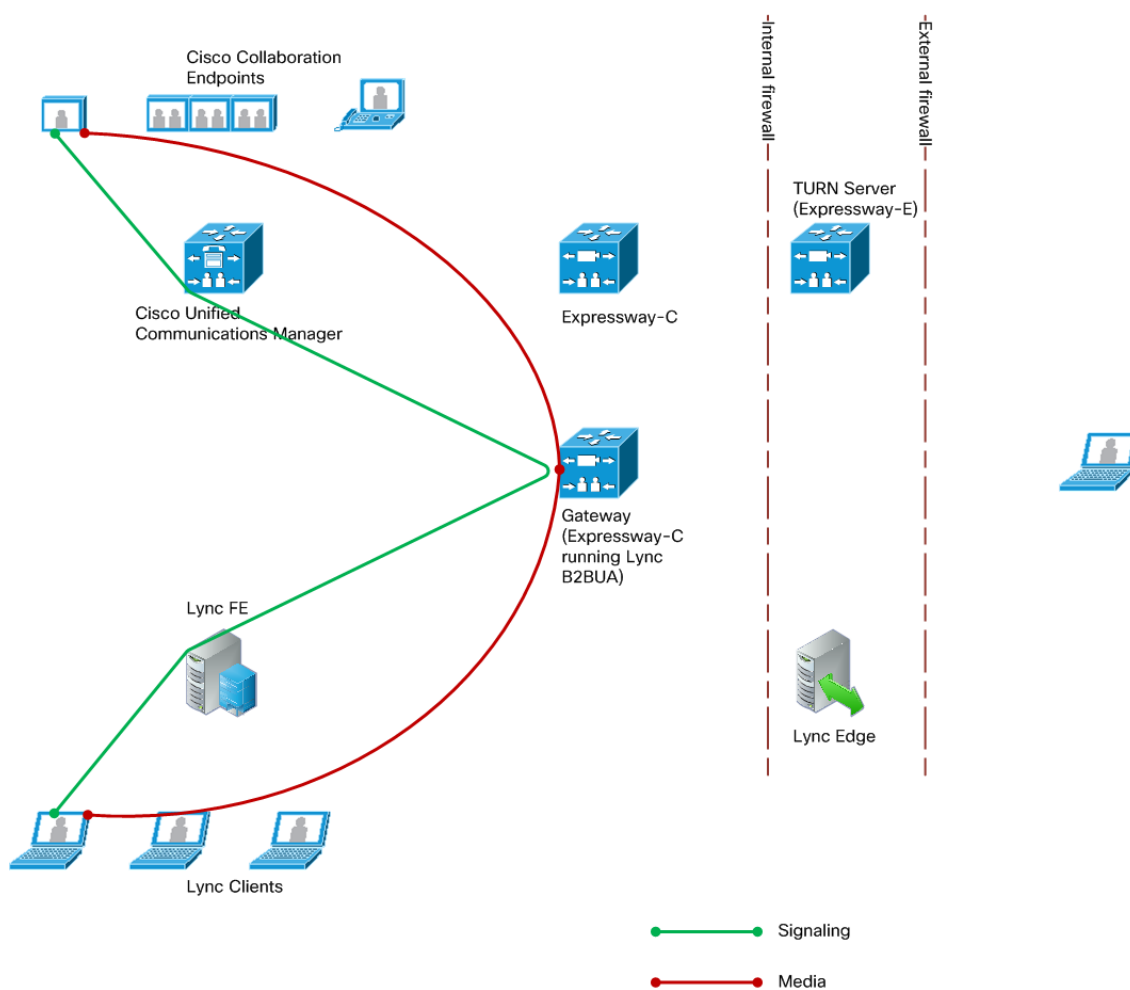 Cisco Collaboration
Endpoints
Internal firewall
External firewall
TURN Server
(Expressway-E)
Cisco Unified
Communications Manager
Expressway-C
Gateway
(Expressway-C
running Lync
B2BUA)
Lync FE
Lync Edge
Lync Clients
Signaling
Media